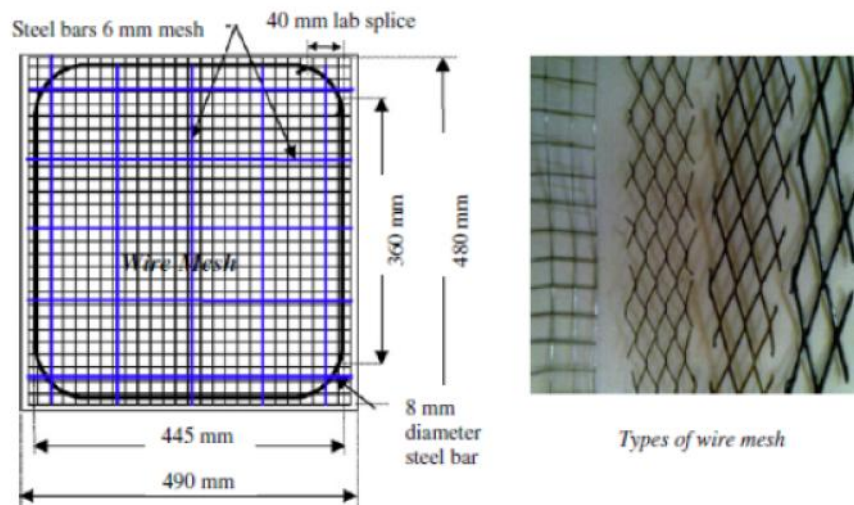 Steel bars 6 mm mesh
40 mm lab splice
Wire Mesh
360 mm
480 mm
445 mm
490 mm
8 mm
diameter
steel bar
Types of wire mesh